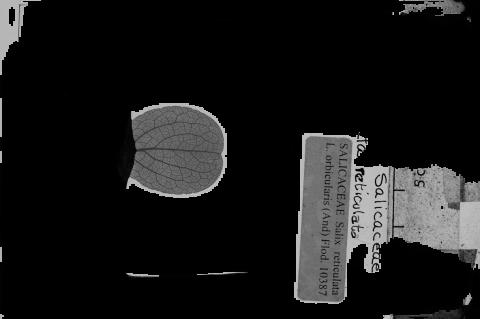 SALICACEAE Salix reticulata
L. orbicularis (And) Flod. 10387
reticulata
Salicaceae